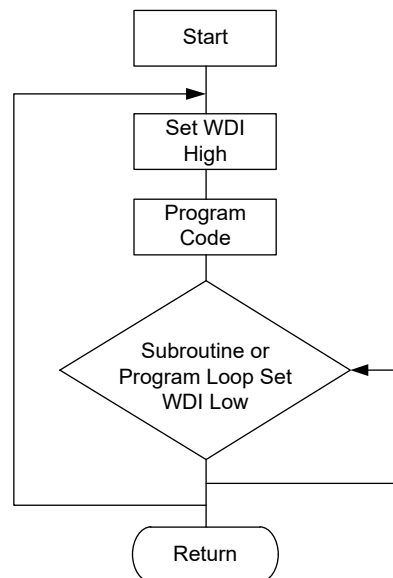 Start
Set WDI
High
Program
Code
Subroutine or
Program Loop Set
WDI Low
Return